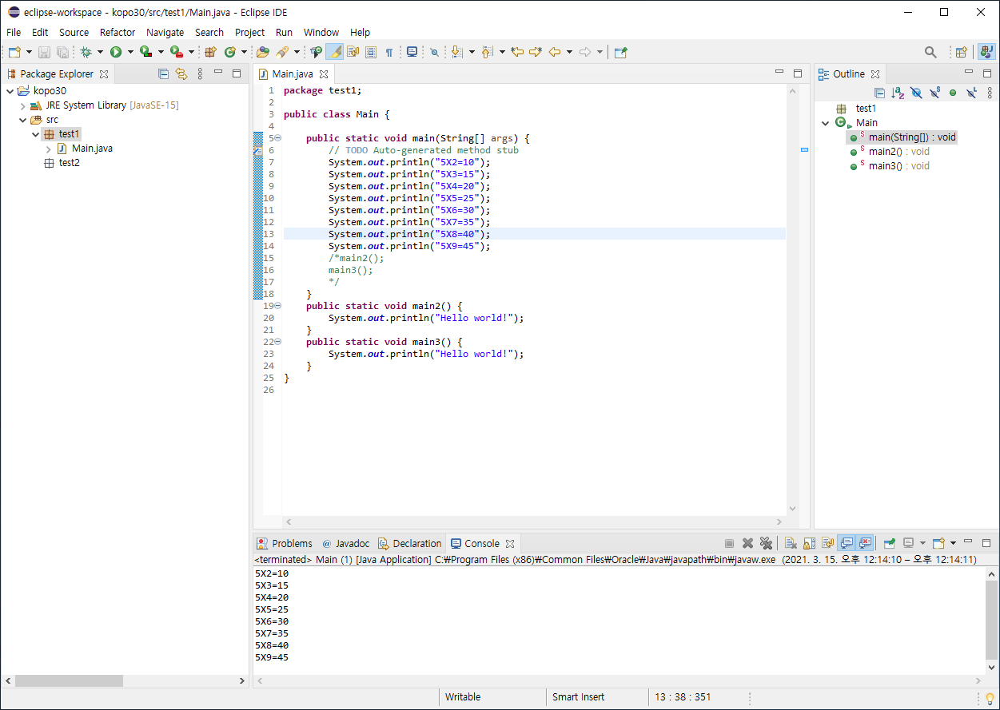 eclipse-workspace - kopo30/src/test1/Main.java - Eclipse IDE
File Edit Source Refactor Navigate Search Project Run Window Help
Package Explorer
kopo30
JRE System Library [JavaSE-15]
src
test1
Main.java
test2
Main.java
1 package test1;
2
3 public class Main {
4
5 public static void main(String[] args) {
6 // TODO Auto-generated method stub
7 System.out.println("5X2=10");
8 System.out.println("5X3=15");
9 System.out.println("5X4=20");
10 System.out.println("5X5=25");
11 System.out.println("5X6=30");
12 System.out.println("5X7=35");
13 System.out.println("5X8=40");
14 System.out.println("5X9=45");
15 /*main2();
16 main3();
17 */
18 }
19 public static void main2() {
20 System.out.println("Hello world!");
21 }
22 public static void main3() {
23 System.out.println("Hello world!");
24 }
25 }
26
Outline
test1
Main
main(String[]) : void
main2() : void
main3() : void
Problems @ Javadoc Declaration Console
<terminated> Main (1) [Java Application] C:₩Program Files (x86)₩Common Files₩Oracle₩Java₩javapath₩bin₩javaw.exe (2021. 3. 15. 오후 12:14:10 – 오후 12:14:11)
5X2=10
5X3=15
5X4=20
5X5=25
5X6=30
5X7=35
5X8=40
5X9=45
Writable Smart Insert 13 : 38 : 351